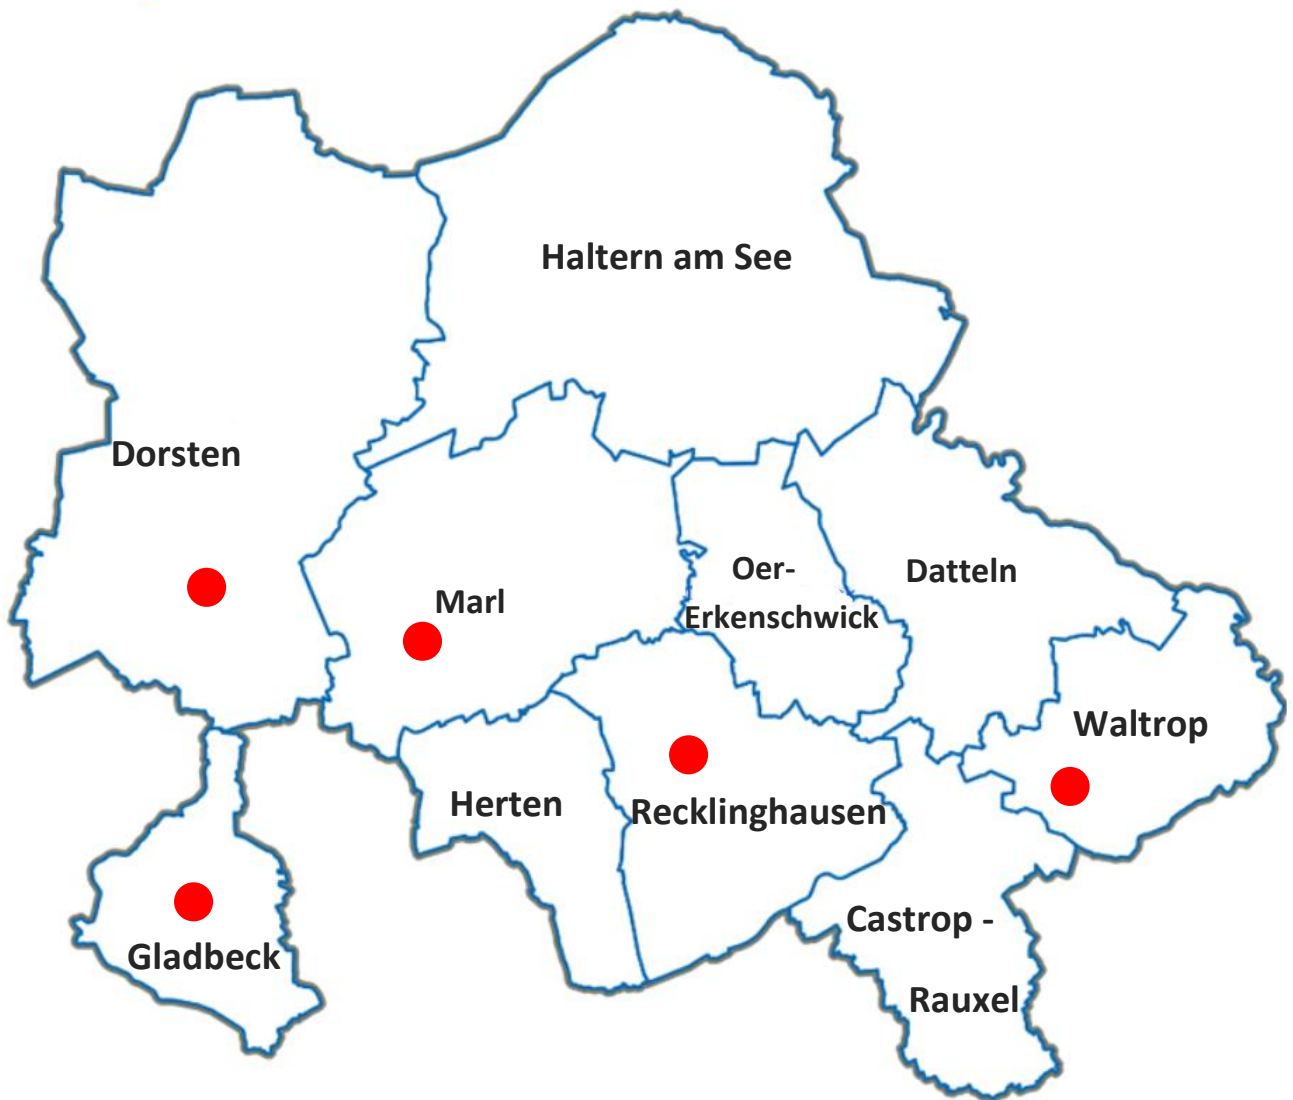 Haltern am See
Dorsten
Marl
Oer-
Erkenschwick
Datteln
Waltrop
Herten
Recklinghausen
Castrop -
Rauxel
Gladbeck